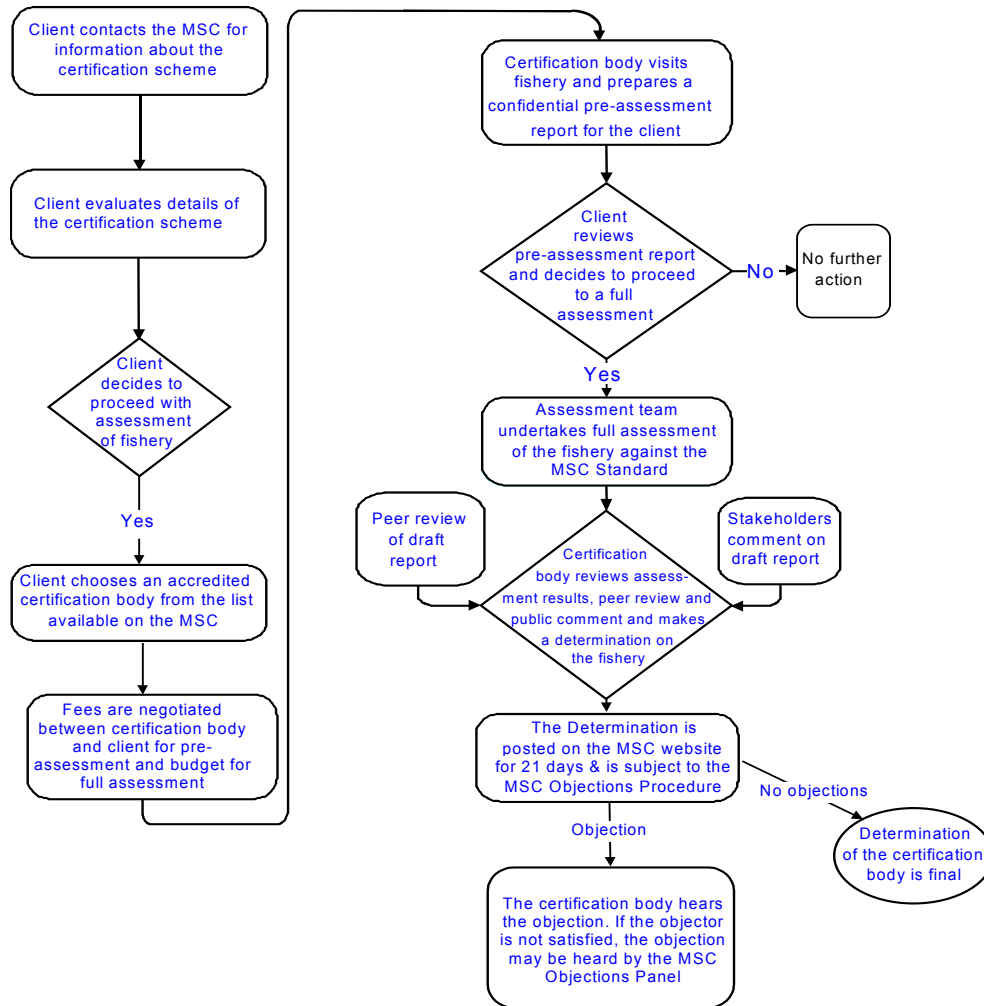 Client contacts the MSC for
information about the
certification scheme
Client evaluates details of
the certification scheme
Client
decides to
proceed with
assessment
of fishery
Yes
Client chooses an accredited
certification body from the list
available on the MSC
Fees are negotiated
between certification body
and client for pre-
assessment and budget for
full assessment
Certification body visits
fishery and prepares a
confidential pre-assessment
report for the client
Client
reviews
pre-assessment report
and decides to proceed
to a full
assessment
No
No further
action
Yes
Assessment team
undertakes full assessment
of the fishery against the
MSC Standard
Peer review
of draft
report
Stakeholders
comment on
draft report
Certification
body reviews assess-
ment results, peer review and
public comment and makes
a determination on
the fishery
The Determination is
posted on the MSC website
for 21 days & is subject to the
MSC Objections Procedure
No objections
Determination
of the certification
body is final
Objection
The certification body hears
the objection. If the objector
is not satisfied, the objection
may be heard by the MSC
Objections Panel